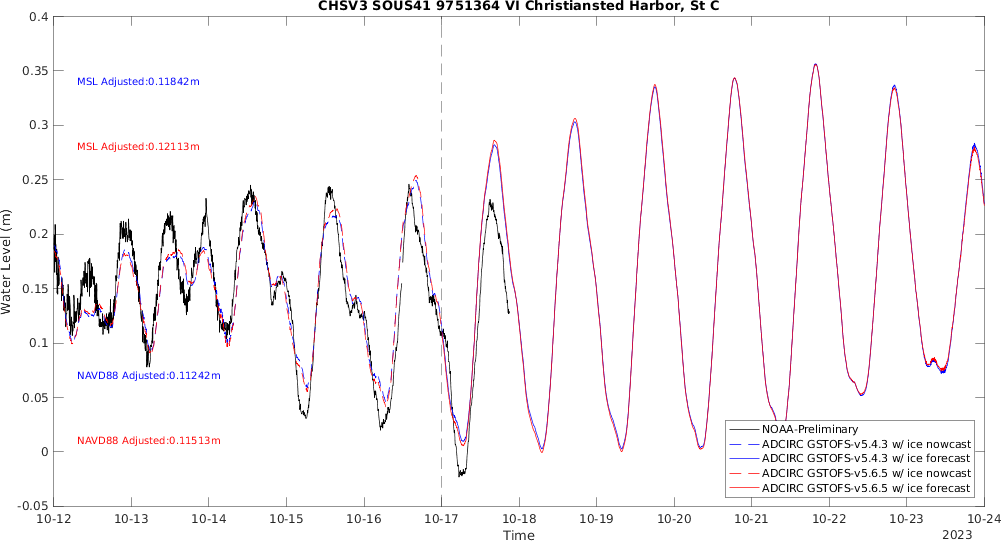 CHSV3 SOUS41 9751364 VI Christiansted Harbor, St C
0.4
0.35
0.3
0.25
0.2
0.15
0.1
0.05
0
-0.05
Water Level (m)
MSL Adjusted:0.11842m
MSL Adjusted:0.12113m
NAVD88 Adjusted:0.11242m
NAVD88 Adjusted:0.11513m
NOAA-Preliminary
ADCIRC GSTOFS-v5.4.3 w/ ice nowcast
ADCIRC GSTOFS-v5.4.3 w/ ice forecast
ADCIRC GSTOFS-v5.6.5 w/ ice nowcast
ADCIRC GSTOFS-v5.6.5 w/ ice forecast
10-12 10-13 10-14 10-15 10-16 10-17 10-18 10-19 10-20 10-21 10-22 10-23 10-24
Time
2023